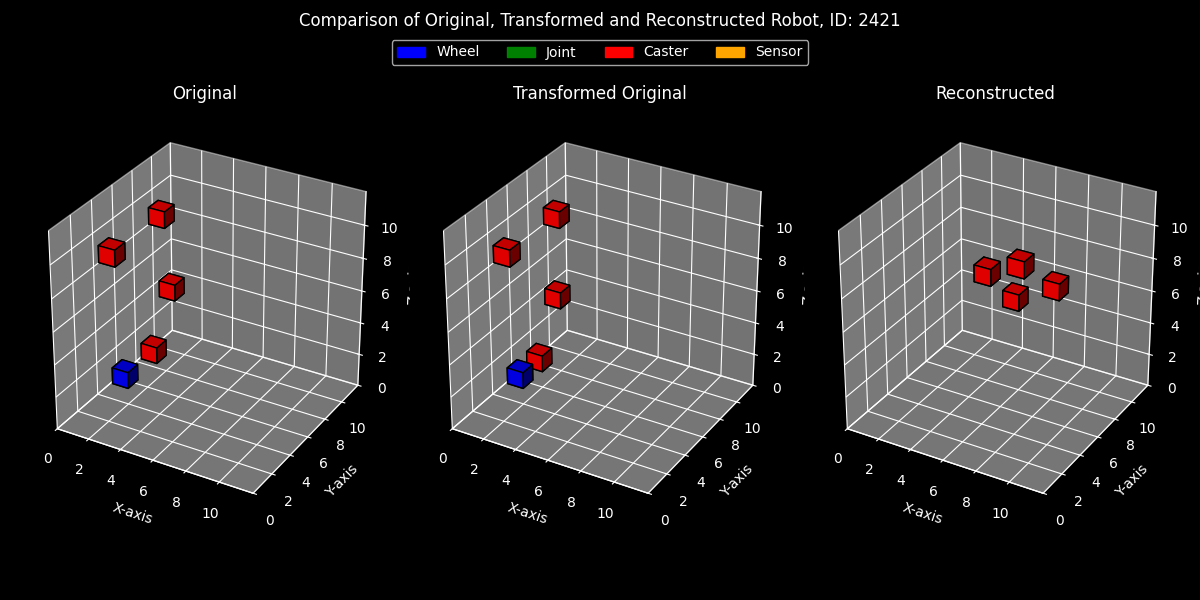 Comparison of Original, Transformed and Reconstructed Robot, ID: 2421
Wheel Joint Caster Sensor
Original Transformed Original Reconstructed
10 10 10
8 8 8
6 6 6
4 4 4
2 2 2
0 0 0
10 10 10
8 8 8
6 6 6
4 4 4
2 2 2
0 0 0
0 2 4 6 8 10 0 2 4 6 8 10 0 2 4 6 8 10
X-axis Y-axis X-axis Y-axis X-axis Y-axis